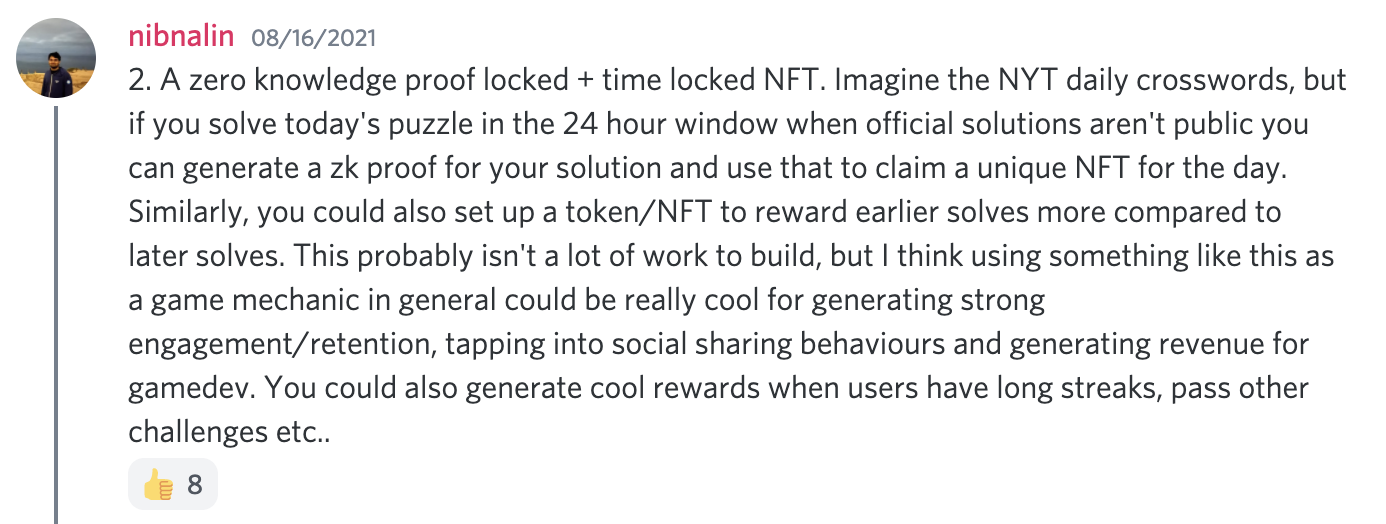 nibnalin 08/16/2021
2. A zero knowledge proof locked + time locked NFT. Imagine the NYT daily crosswords, but
if you solve today's puzzle in the 24 hour window when official solutions aren't public you
can generate a zk proof for your solution and use that to claim a unique NFT for the day.
Similarly, you could also set up a token/NFT to reward earlier solves more compared to
later solves. This probably isn't a lot of work to build, but I think using something like this as
a game mechanic in general could be really cool for generating strong
engagement/retention, tapping into social sharing behaviours and generating revenue for
gamedev. You could also generate cool rewards when users have long streaks, pass other
challenges etc..
8